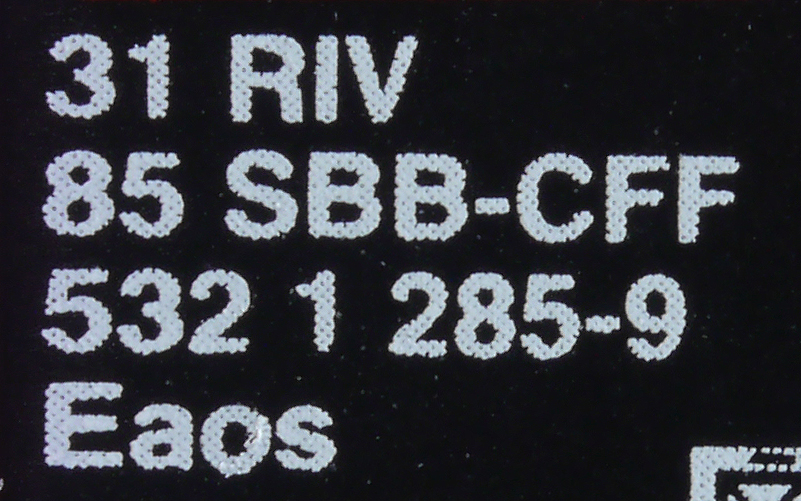 31 RIV
85 SBB-CFF
532 1 285-9
Eaos